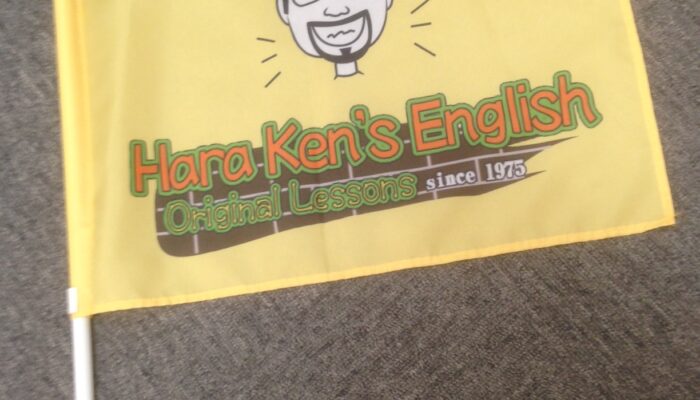 Hara Ken's English
Original Lessons since 1975